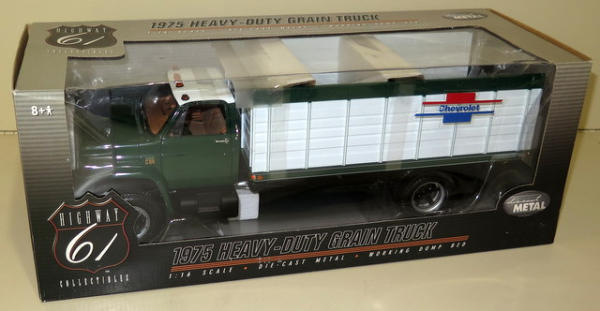 HIGHWAY
61
COLLECTIBLES
1975 HEAVY-DUTY GRAIN TRUCK
METAL
8+
Chevrolet
HIGHWAY
61
COLLECTIBLES
METAL
1975 HEAVY-DUTY GRAIN TRUCK
1:16 SCALE • DIE-CAST METAL • WORKING DUMP BED